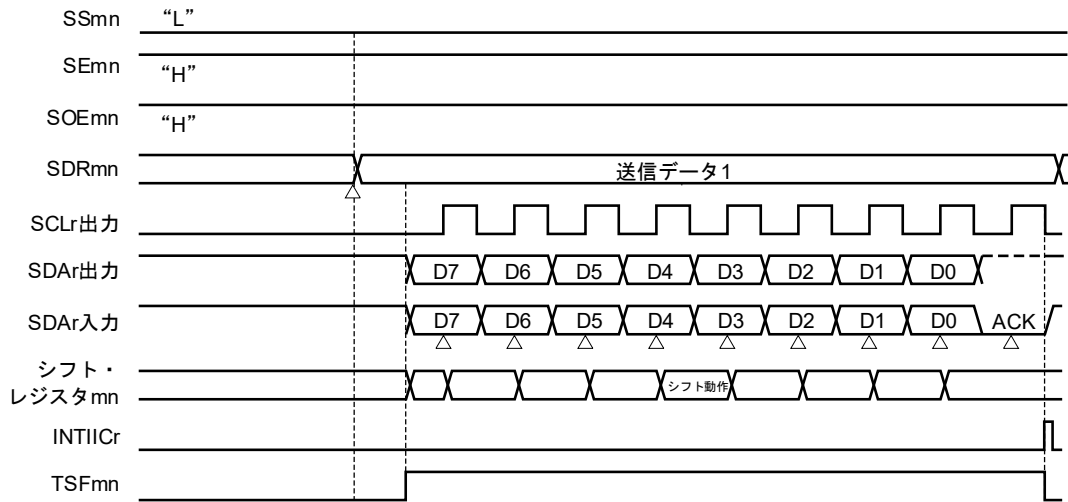 SSmn “L”
SEmn “H”
SOEmn “H”
SDRmn 送信データ1
SCLr出力
SDAr出力 D7 D6 D5 D4 D3 D2 D1 D0
SDAr入力 D7 D6 D5 D4 D3 D2 D1 D0 ACK
シフト・
レジスタmn シフト動作
INTIICr
TSFmn